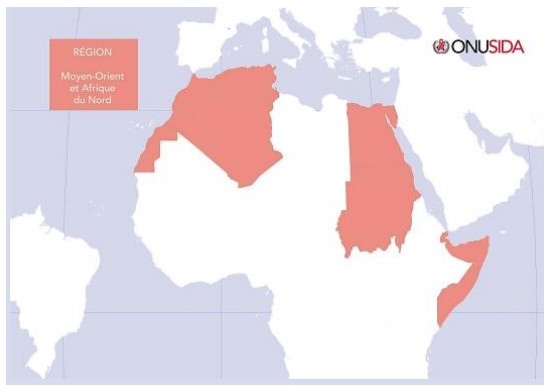 RÉGION
Moyen-Orient
et Afrique
du Nord
ONUSIDA